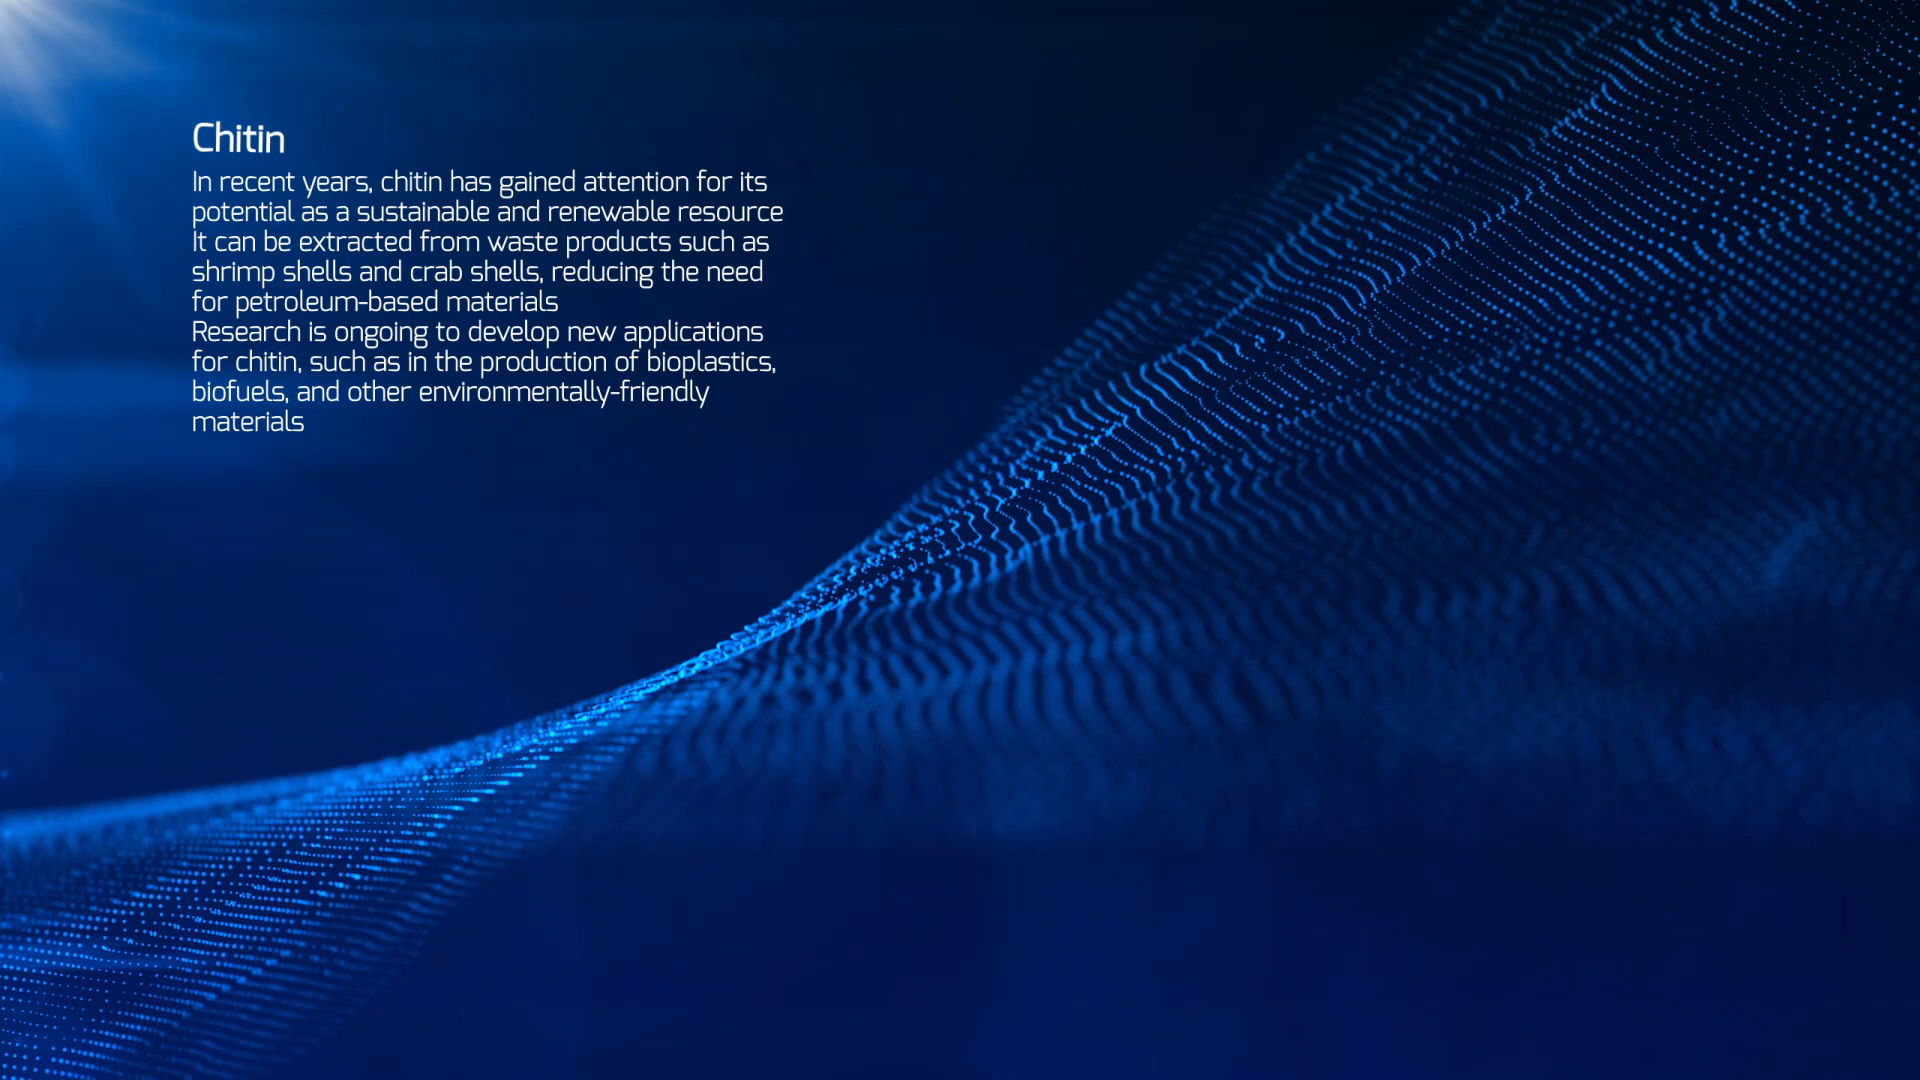 Chitin
In recent years, chitin has gained attention for its
potential as a sustainable and renewable resource
It can be extracted from waste products such as
shrimp shells and crab shells, reducing the need
for petroleum-based materials
Research is ongoing to develop new applications
for chitin, such as in the production of bioplastics,
biofuels, and other environmentally-friendly
materials